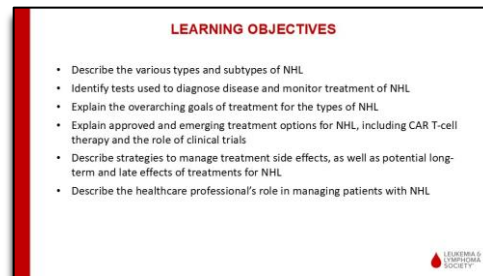 LEARNING OBJECTIVES
• Describe the various types and subtypes of NHL
• Identify tests used to diagnose disease and monitor treatment of NHL
• Explain the overarching goals of treatment for the types of NHL
• Explain approved and emerging treatment options for NHL, including CAR T-cell
therapy and the role of clinical trials
• Describe strategies to manage treatment side effects, as well as potential long-
term and late effects of treatments for NHL
• Describe the healthcare professional's role in managing patients with NHL
LEUKEMIA &
LYMPHOMA
SOCIETY